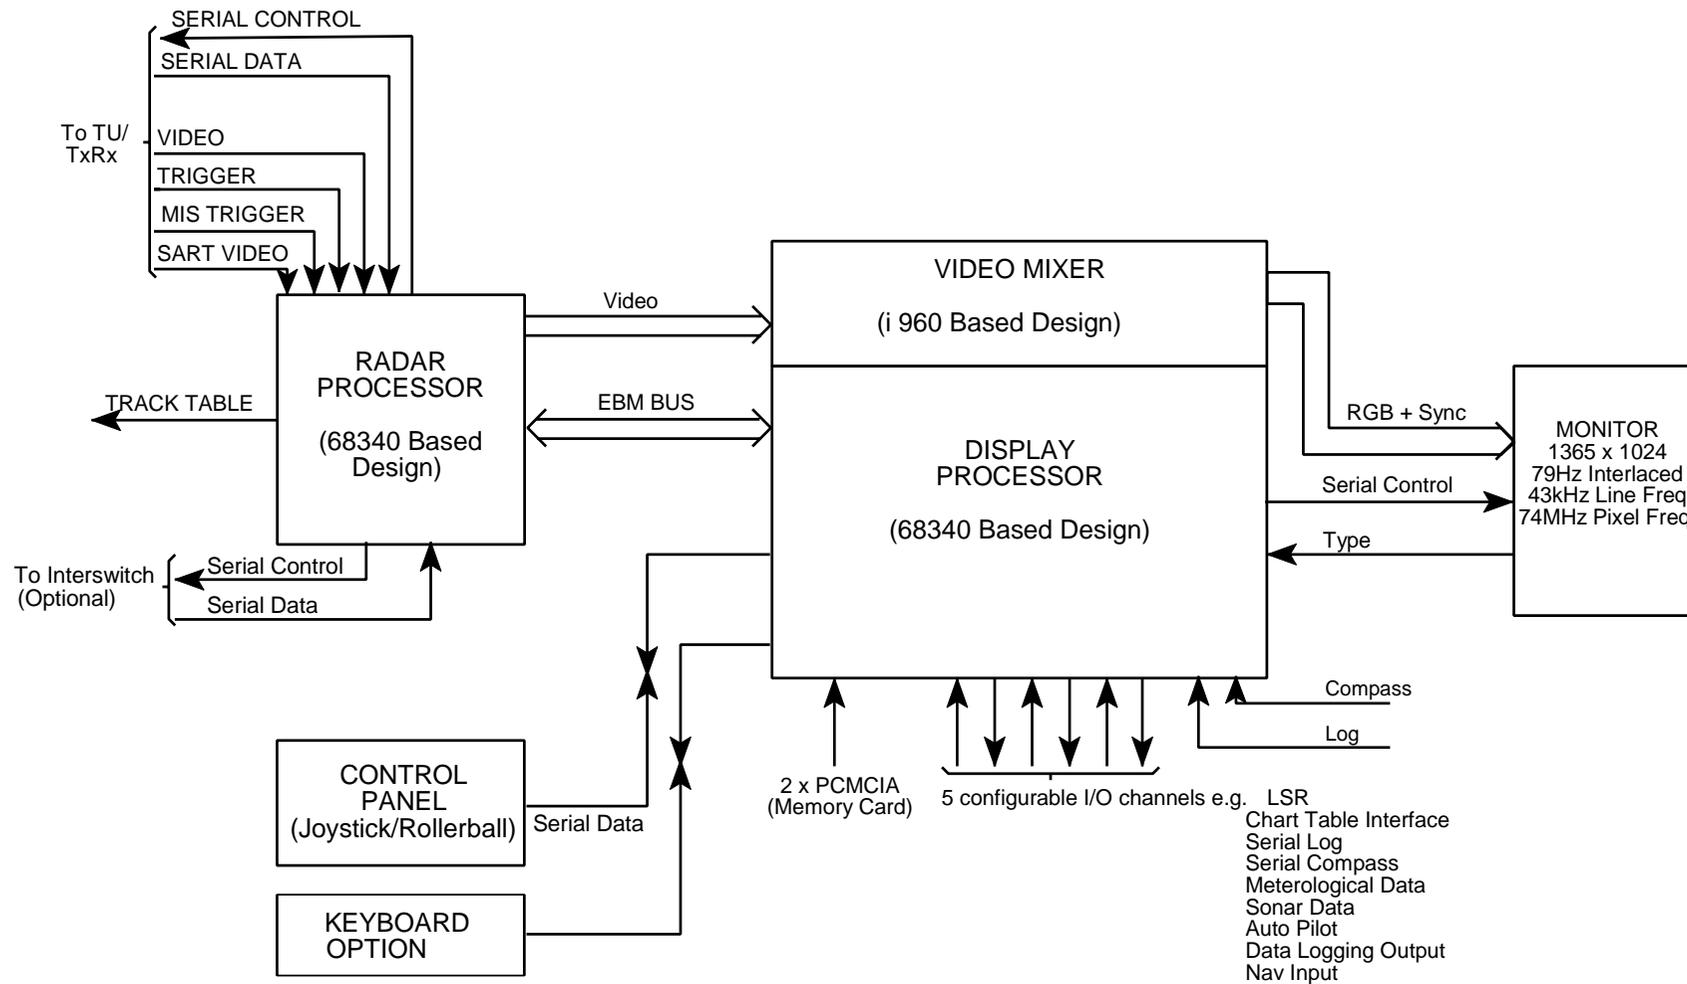 SERIAL CONTROL
SERIAL DATA
To TU/
TxRx
VIDEO
TRIGGER
MIS TRIGGER
SART VIDEO
RADAR
PROCESSOR
(68340 Based
Design)
TRACK TABLE
Video
EBM BUS
VIDEO MIXER
(i 960 Based Design)
DISPLAY
PROCESSOR
(68340 Based Design)
RGB + Sync
Serial Control
Type
MONITOR
1365 x 1024
79Hz Interlaced
43kHz Line Freq
74MHz Pixel Freq
To Interswitch
(Optional)
Serial Control
Serial Data
Compass
Log
CONTROL
PANEL
(Joystick/Rollerball)
Serial Data
KEYBOARD
OPTION
2 x PCMCIA
(Memory Card)
5 configurable I/O channels e.g. LSR
Chart Table Interface
Serial Log
Serial Compass
Meterological Data
Sonar Data
Auto Pilot
Data Logging Output
Nav Input